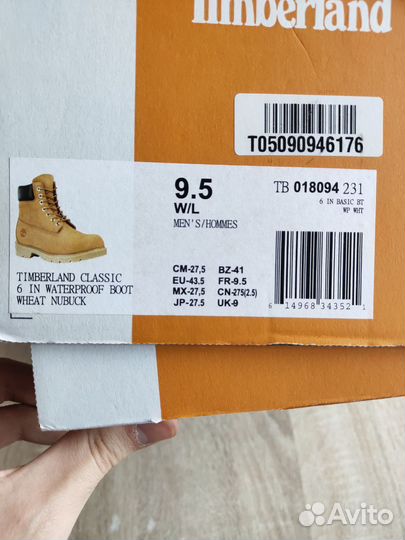 Timberland
T05090946176
9.5
W/L
MEN'S/HOMMES
TB 018094 231
6 IN BASIC BT
WP WHT
TIMBERLAND CLASSIC
6 IN WATERPROOF BOOT
WHEAT NUBUCK
CM-27,5 BZ-41
EU-43.5 FR-9.5
MX-27,5 CN-275(2.5)
JP-27.5 UK-9
6 14968 34352 1
Avito